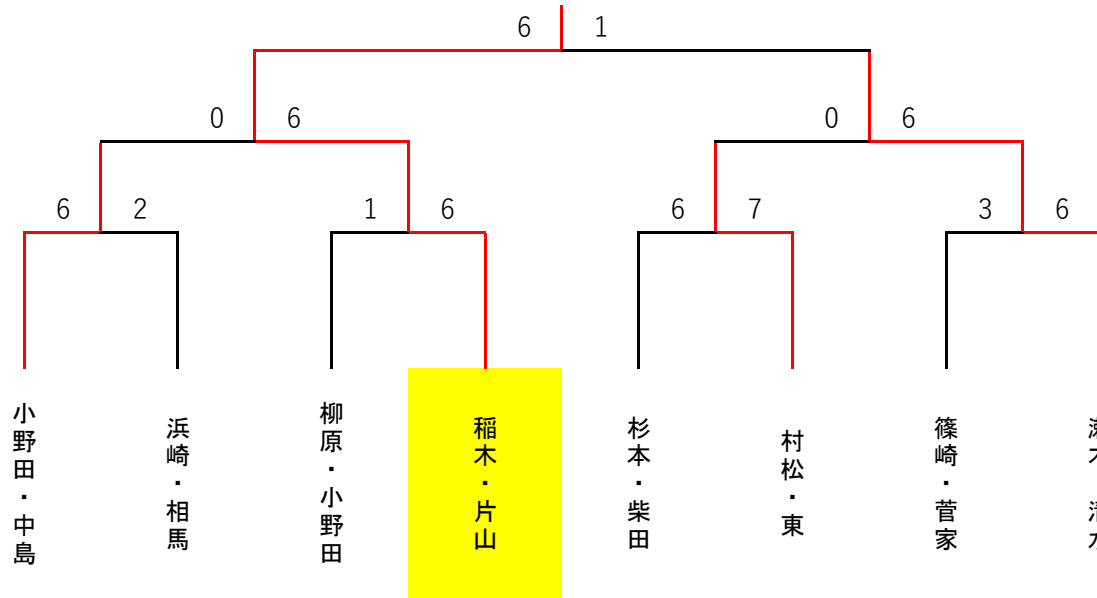 6 1
0 6
0 6
6 2
1 6
6 7
3 6
小野田・中島
浜崎・相馬
柳原・小野田
稲木・片山
杉本・柴田
村松・東
篠崎・菅家